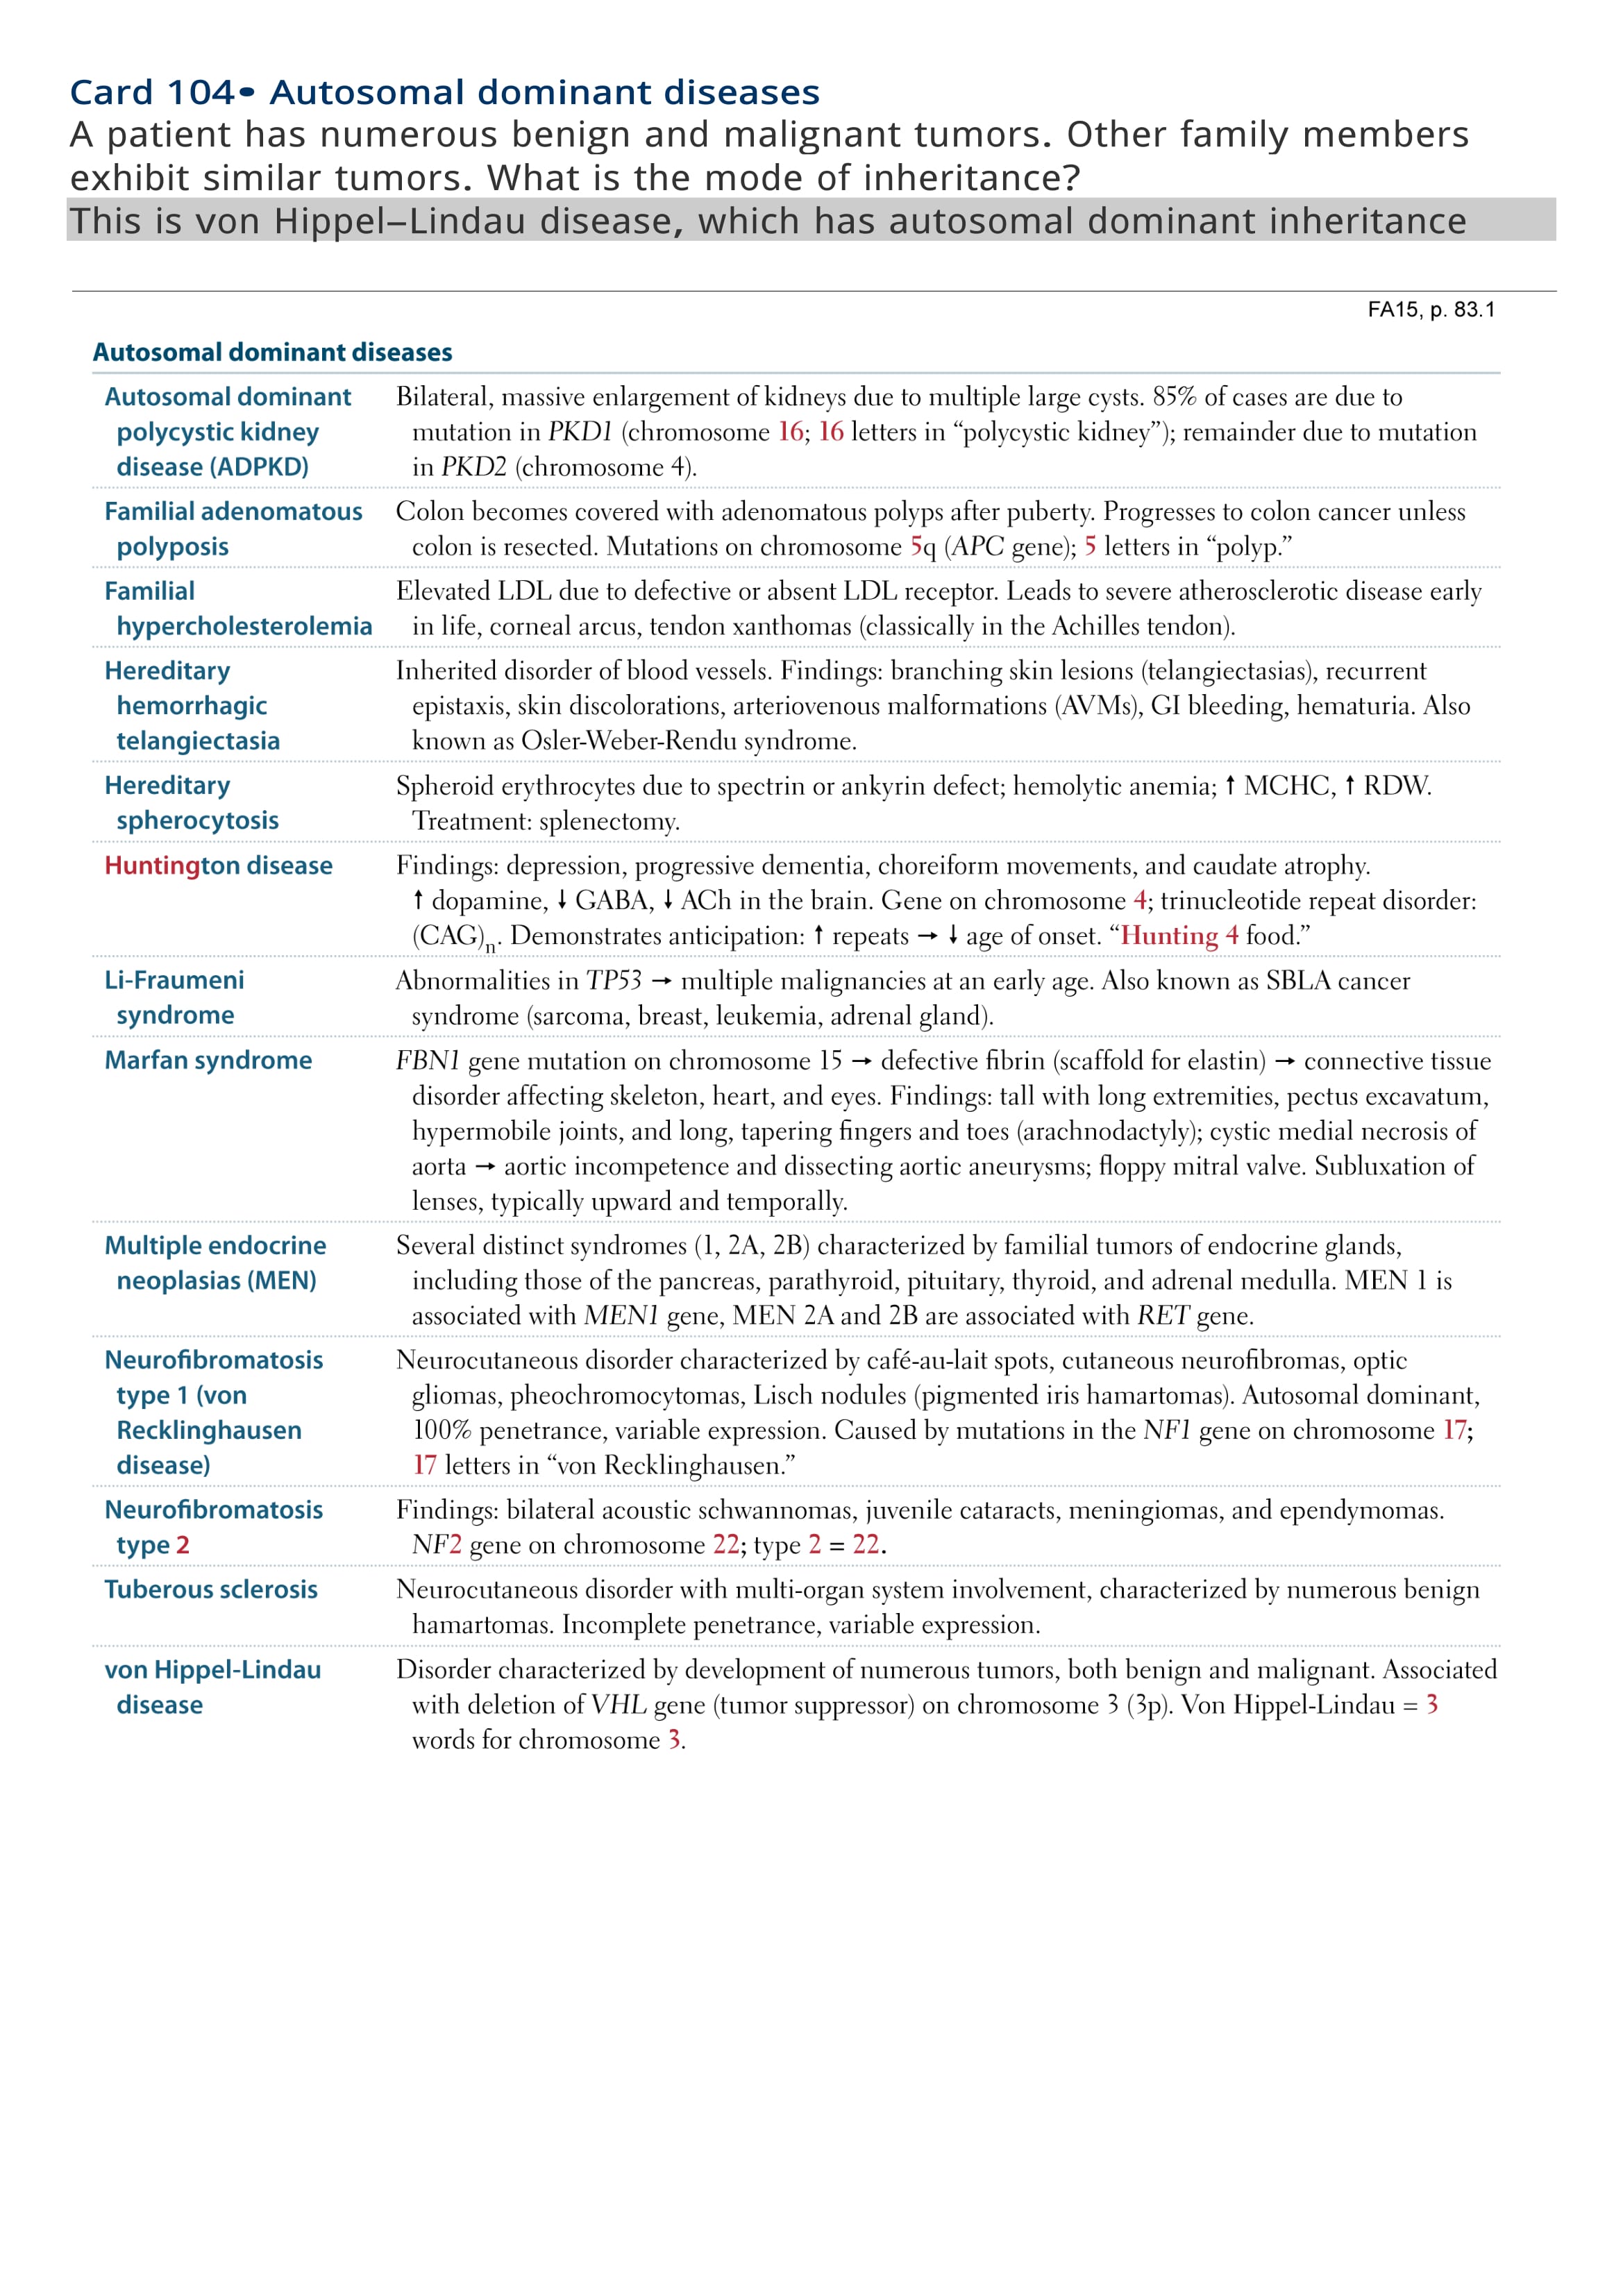 Card 104• Autosomal dominant diseases
A patient has numerous benign and malignant tumors. Other family members
exhibit similar tumors. What is the mode of inheritance?
This is von Hippel–Lindau disease, which has autosomal dominant inheritance
FA15, p. 83.1
Autosomal dominant diseases
Autosomal dominant
polycystic kidney
disease (ADPKD)
Bilateral, massive enlargement of kidneys due to multiple large cysts. 85% of cases are due to
mutation in PKD1 (chromosome 16; 16 letters in “polycystic kidney”); remainder due to mutation
in PKD2 (chromosome 4).
Familial adenomatous
polyposis
Colon becomes covered with adenomatous polyps after puberty. Progresses to colon cancer unless
colon is resected. Mutations on chromosome 5q (APC gene); 5 letters in “polyp.”
Familial
hypercholesterolemia
Elevated LDL due to defective or absent LDL receptor. Leads to severe atherosclerotic disease early
in life, corneal arcus, tendon xanthomas (classically in the Achilles tendon).
Hereditary
hemorrhagic
telangiectasia
Inherited disorder of blood vessels. Findings: branching skin lesions (telangiectasias), recurrent
epistaxis, skin discolorations, arteriovenous malformations (AVMs), GI bleeding, hematuria. Also
known as Osler-Weber-Rendu syndrome.
Hereditary
spherocytosis
Spheroid erythrocytes due to spectrin or ankyrin defect; hemolytic anemia; ↑ MCHC, ↑ RDW.
Treatment: splenectomy.
Huntington disease
Findings: depression, progressive dementia, choreiform movements, and caudate atrophy.
↑ dopamine, ↓ GABA, ↓ ACh in the brain. Gene on chromosome 4; trinucleotide repeat disorder:
(CAG)n. Demonstrates anticipation: ↑ repeats → ↓ age of onset. “Hunting 4 food.”
Li-Fraumeni
syndrome
Abnormalities in TP53 → multiple malignancies at an early age. Also known as SBLA cancer
syndrome (sarcoma, breast, leukemia, adrenal gland).
Marfan syndrome
FBN1 gene mutation on chromosome 15 → defective fibrin (scaffold for elastin) → connective tissue
disorder affecting skeleton, heart, and eyes. Findings: tall with long extremities, pectus excavatum,
hypermobile joints, and long, tapering fingers and toes (arachnodactyly); cystic medial necrosis of
aorta → aortic incompetence and dissecting aortic aneurysms; floppy mitral valve. Subluxation of
lenses, typically upward and temporally.
Multiple endocrine
neoplasias (MEN)
Several distinct syndromes (1, 2A, 2B) characterized by familial tumors of endocrine glands,
including those of the pancreas, parathyroid, pituitary, thyroid, and adrenal medulla. MEN 1 is
associated with MEN1 gene, MEN 2A and 2B are associated with RET gene.
Neurofibromatosis
type 1 (von
Recklinghausen
disease)
Neurocutaneous disorder characterized by café-au-lait spots, cutaneous neurofibromas, optic
gliomas, pheochromocytomas, Lisch nodules (pigmented iris hamartomas). Autosomal dominant,
100% penetrance, variable expression. Caused by mutations in the NF1 gene on chromosome 17;
17 letters in “von Recklinghausen.”
Neurofibromatosis
type 2
Findings: bilateral acoustic schwannomas, juvenile cataracts, meningiomas, and ependymomas.
NF2 gene on chromosome 22; type 2 = 22.
Tuberous sclerosis
Neurocutaneous disorder with multi-organ system involvement, characterized by numerous benign
hamartomas. Incomplete penetrance, variable expression.
von Hippel-Lindau
disease
Disorder characterized by development of numerous tumors, both benign and malignant. Associated
with deletion of VHL gene (tumor suppressor) on chromosome 3 (3p). Von Hippel-Lindau = 3
words for chromosome 3.